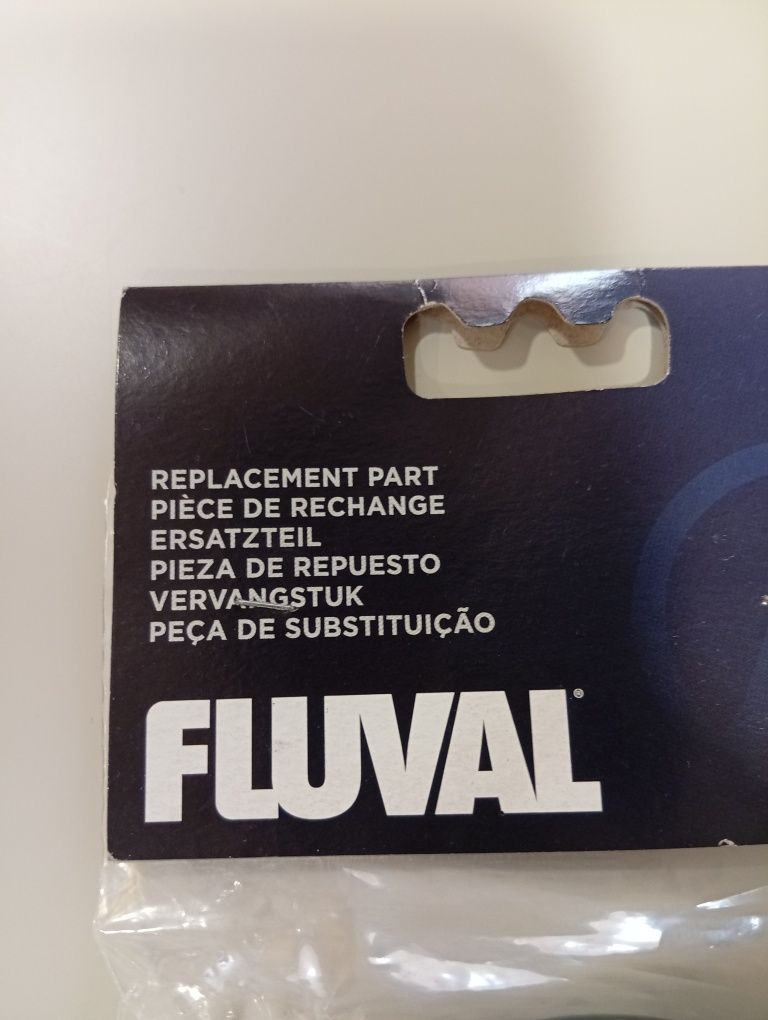 REPLACEMENT PART
PIÈCE DE RECHANGE
ERSATZTEIL
PIEZA DE REPUESTO
VERVANGSTUK
PEÇA DE SUBSTITUIÇÃO
FLUVAL®